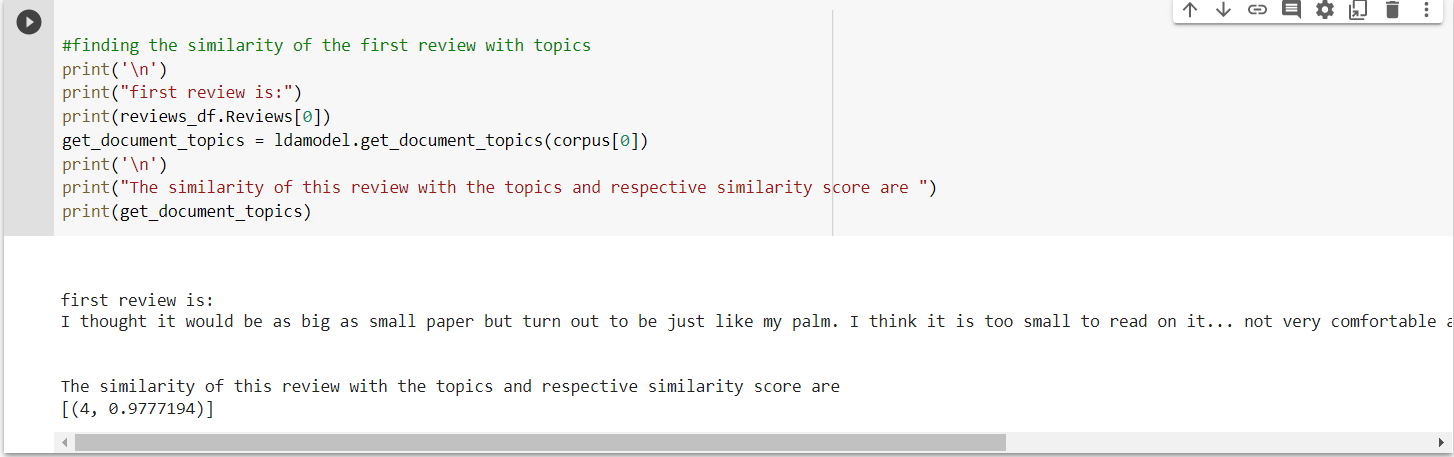 #finding the similarity of the first review with topics
print('\n')
print("first review is:")
print(reviews_df.Reviews[0])
get_document_topics = ldamodel.get_document_topics(corpus[0])
print('\n')
print("The similarity of this review with the topics and respective similarity score are ")
print(get_document_topics)
first review is:
I thought it would be as big as small paper but turn out to be just like my palm. I think it is too small to read on it... not very comfortable
The similarity of this review with the topics and respective similarity score are
[(4, 0.9777194)]